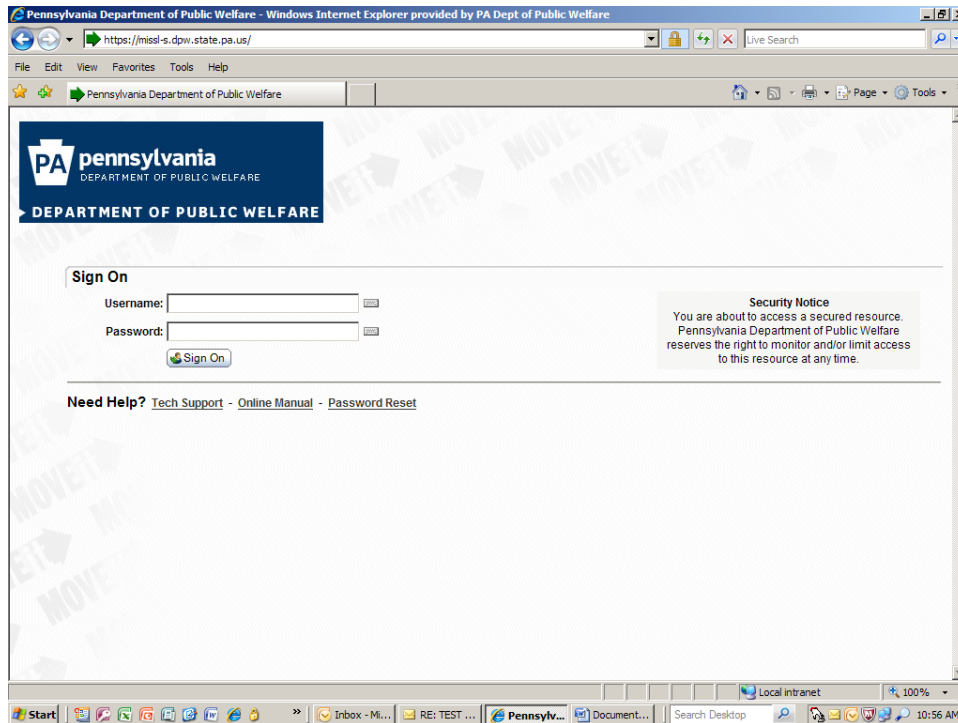 Pennsylvania Department of Public Welfare - Windows Internet Explorer provided by PA Dept of Public Welfare
https://missl-s.dpw.state.pa.us/
Live Search
File Edit View Favorites Tools Help
Pennsylvania Department of Public Welfare
Page Tools
PA pennsylvania
DEPARTMENT OF PUBLIC WELFARE
DEPARTMENT OF PUBLIC WELFARE
Sign On
Username:
Password:
Sign On
Security Notice
You are about to access a secured resource.
Pennsylvania Department of Public Welfare
reserves the right to monitor and/or limit access
to this resource at any time.
Need Help? Tech Support - Online Manual - Password Reset
MOVEit
Local intranet 100%
Start Inbox - Mi... RE: TEST ... Pennsylv... Document... Search Desktop 10:56 AM